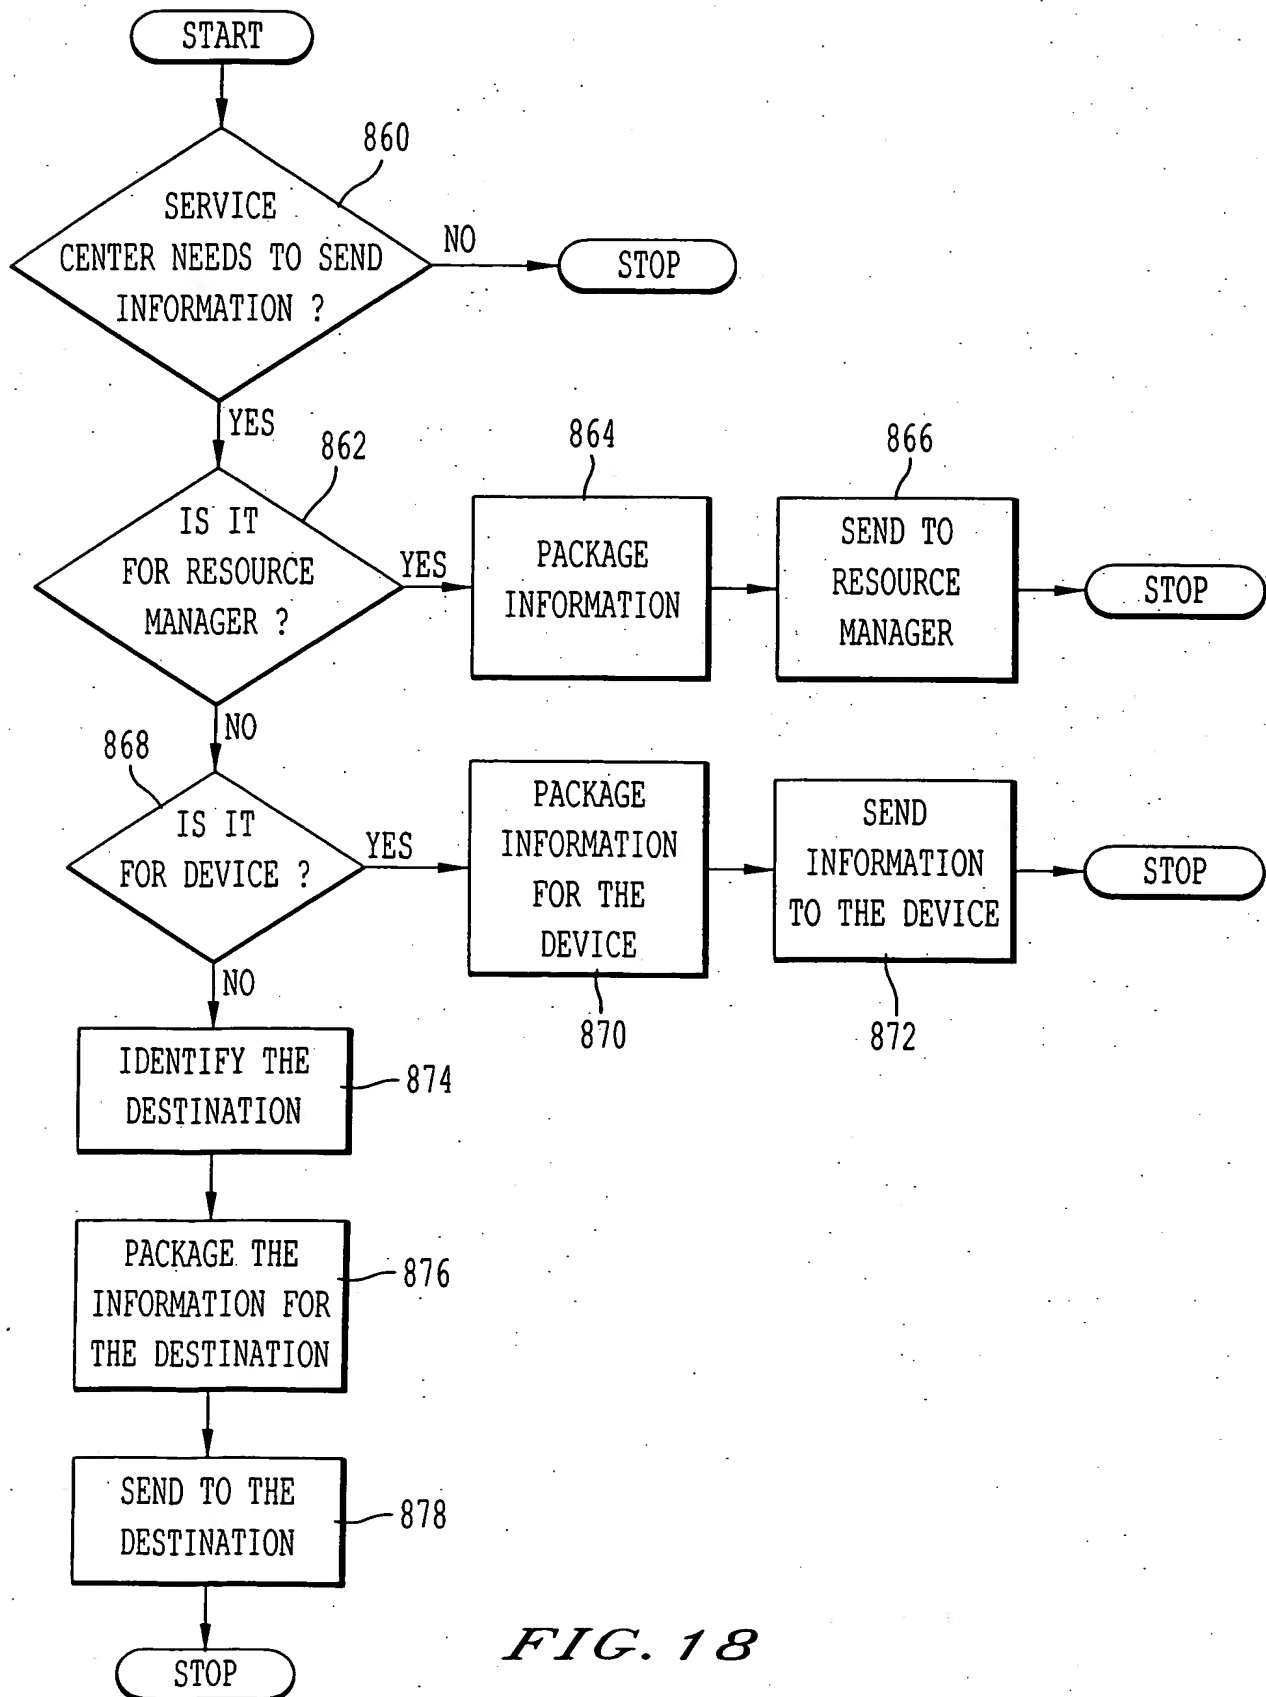 START
860
SERVICE
CENTER NEEDS TO SEND
INFORMATION ?
NO
STOP
YES
862
IS IT
FOR RESOURCE
MANAGER ?
YES
864
PACKAGE
INFORMATION
866
SEND TO
RESOURCE
MANAGER
STOP
NO
868
IS IT
FOR DEVICE ?
YES
PACKAGE
INFORMATION
FOR THE
DEVICE
870
SEND
INFORMATION
TO THE DEVICE
872
STOP
NO
IDENTIFY THE
DESTINATION
874
PACKAGE THE
INFORMATION FOR
THE DESTINATION
876
SEND TO THE
DESTINATION
878
STOP
FIG. 18